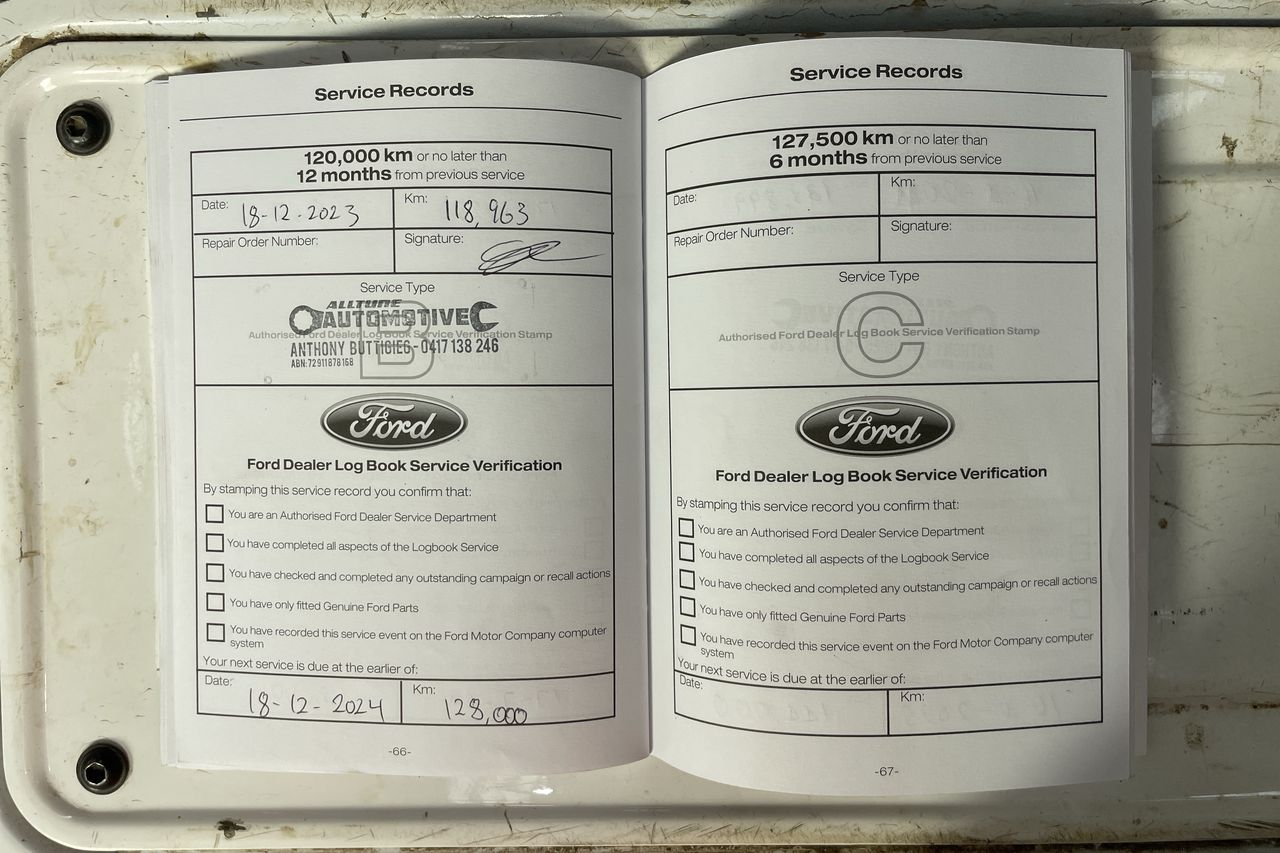 Service Records
120,000 km or no later than
12 months from previous service
Date: 18-12-2023
Km: 118,963
Repair Order Number:
Signature:
Service Type
B
ALLTUNE
AUTOMOTIVE
Authorised Ford Dealer Log Book Service Verification Stamp
ANTHONY BUTTIGIEG - 0417 138 246
ABN:72911878168
Ford
Ford Dealer Log Book Service Verification
By stamping this service record you confirm that:
You are an Authorised Ford Dealer Service Department
You have completed all aspects of the Logbook Service
You have checked and completed any outstanding campaign or recall actions
You have only fitted Genuine Ford Parts
You have recorded this service event on the Ford Motor Company computer
system
Your next service is due at the earlier of:
Date: 18-12-2024
Km: 128,000
-66-
Service Records
127,500 km or no later than
6 months from previous service
Date:
Km:
Repair Order Number:
Signature:
Service Type
C
Authorised Ford Dealer Log Book Service Verification Stamp
Ford
Ford Dealer Log Book Service Verification
By stamping this service record you confirm that:
You are an Authorised Ford Dealer Service Department
You have completed all aspects of the Logbook Service
You have checked and completed any outstanding campaign or recall actions
You have only fitted Genuine Ford Parts
You have recorded this service event on the Ford Motor Company computer
system
Your next service is due at the earlier of:
Date:
Km:
-67-